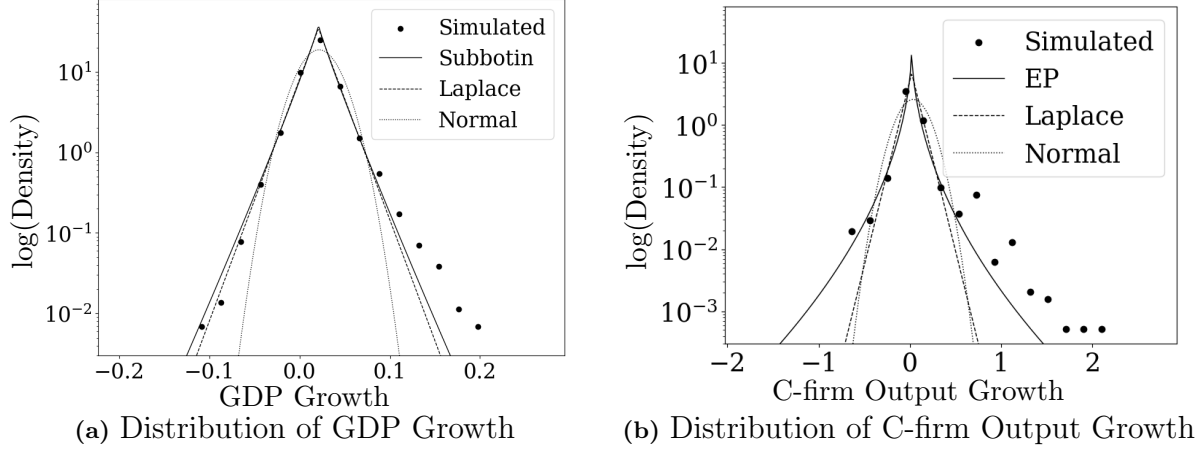 log(Density)
10^1
10^0
10^-1
10^-2
Simulated
Subbotin
Laplace
Normal
-0.2 -0.1 0.0 0.1 0.2
GDP Growth
(a) Distribution of GDP Growth
log(Density)
10^1
10^0
10^-1
10^-2
10^-3
Simulated
EP
Laplace
Normal
-2 -1 0 1 2
C-firm Output Growth
(b) Distribution of C-firm Output Growth